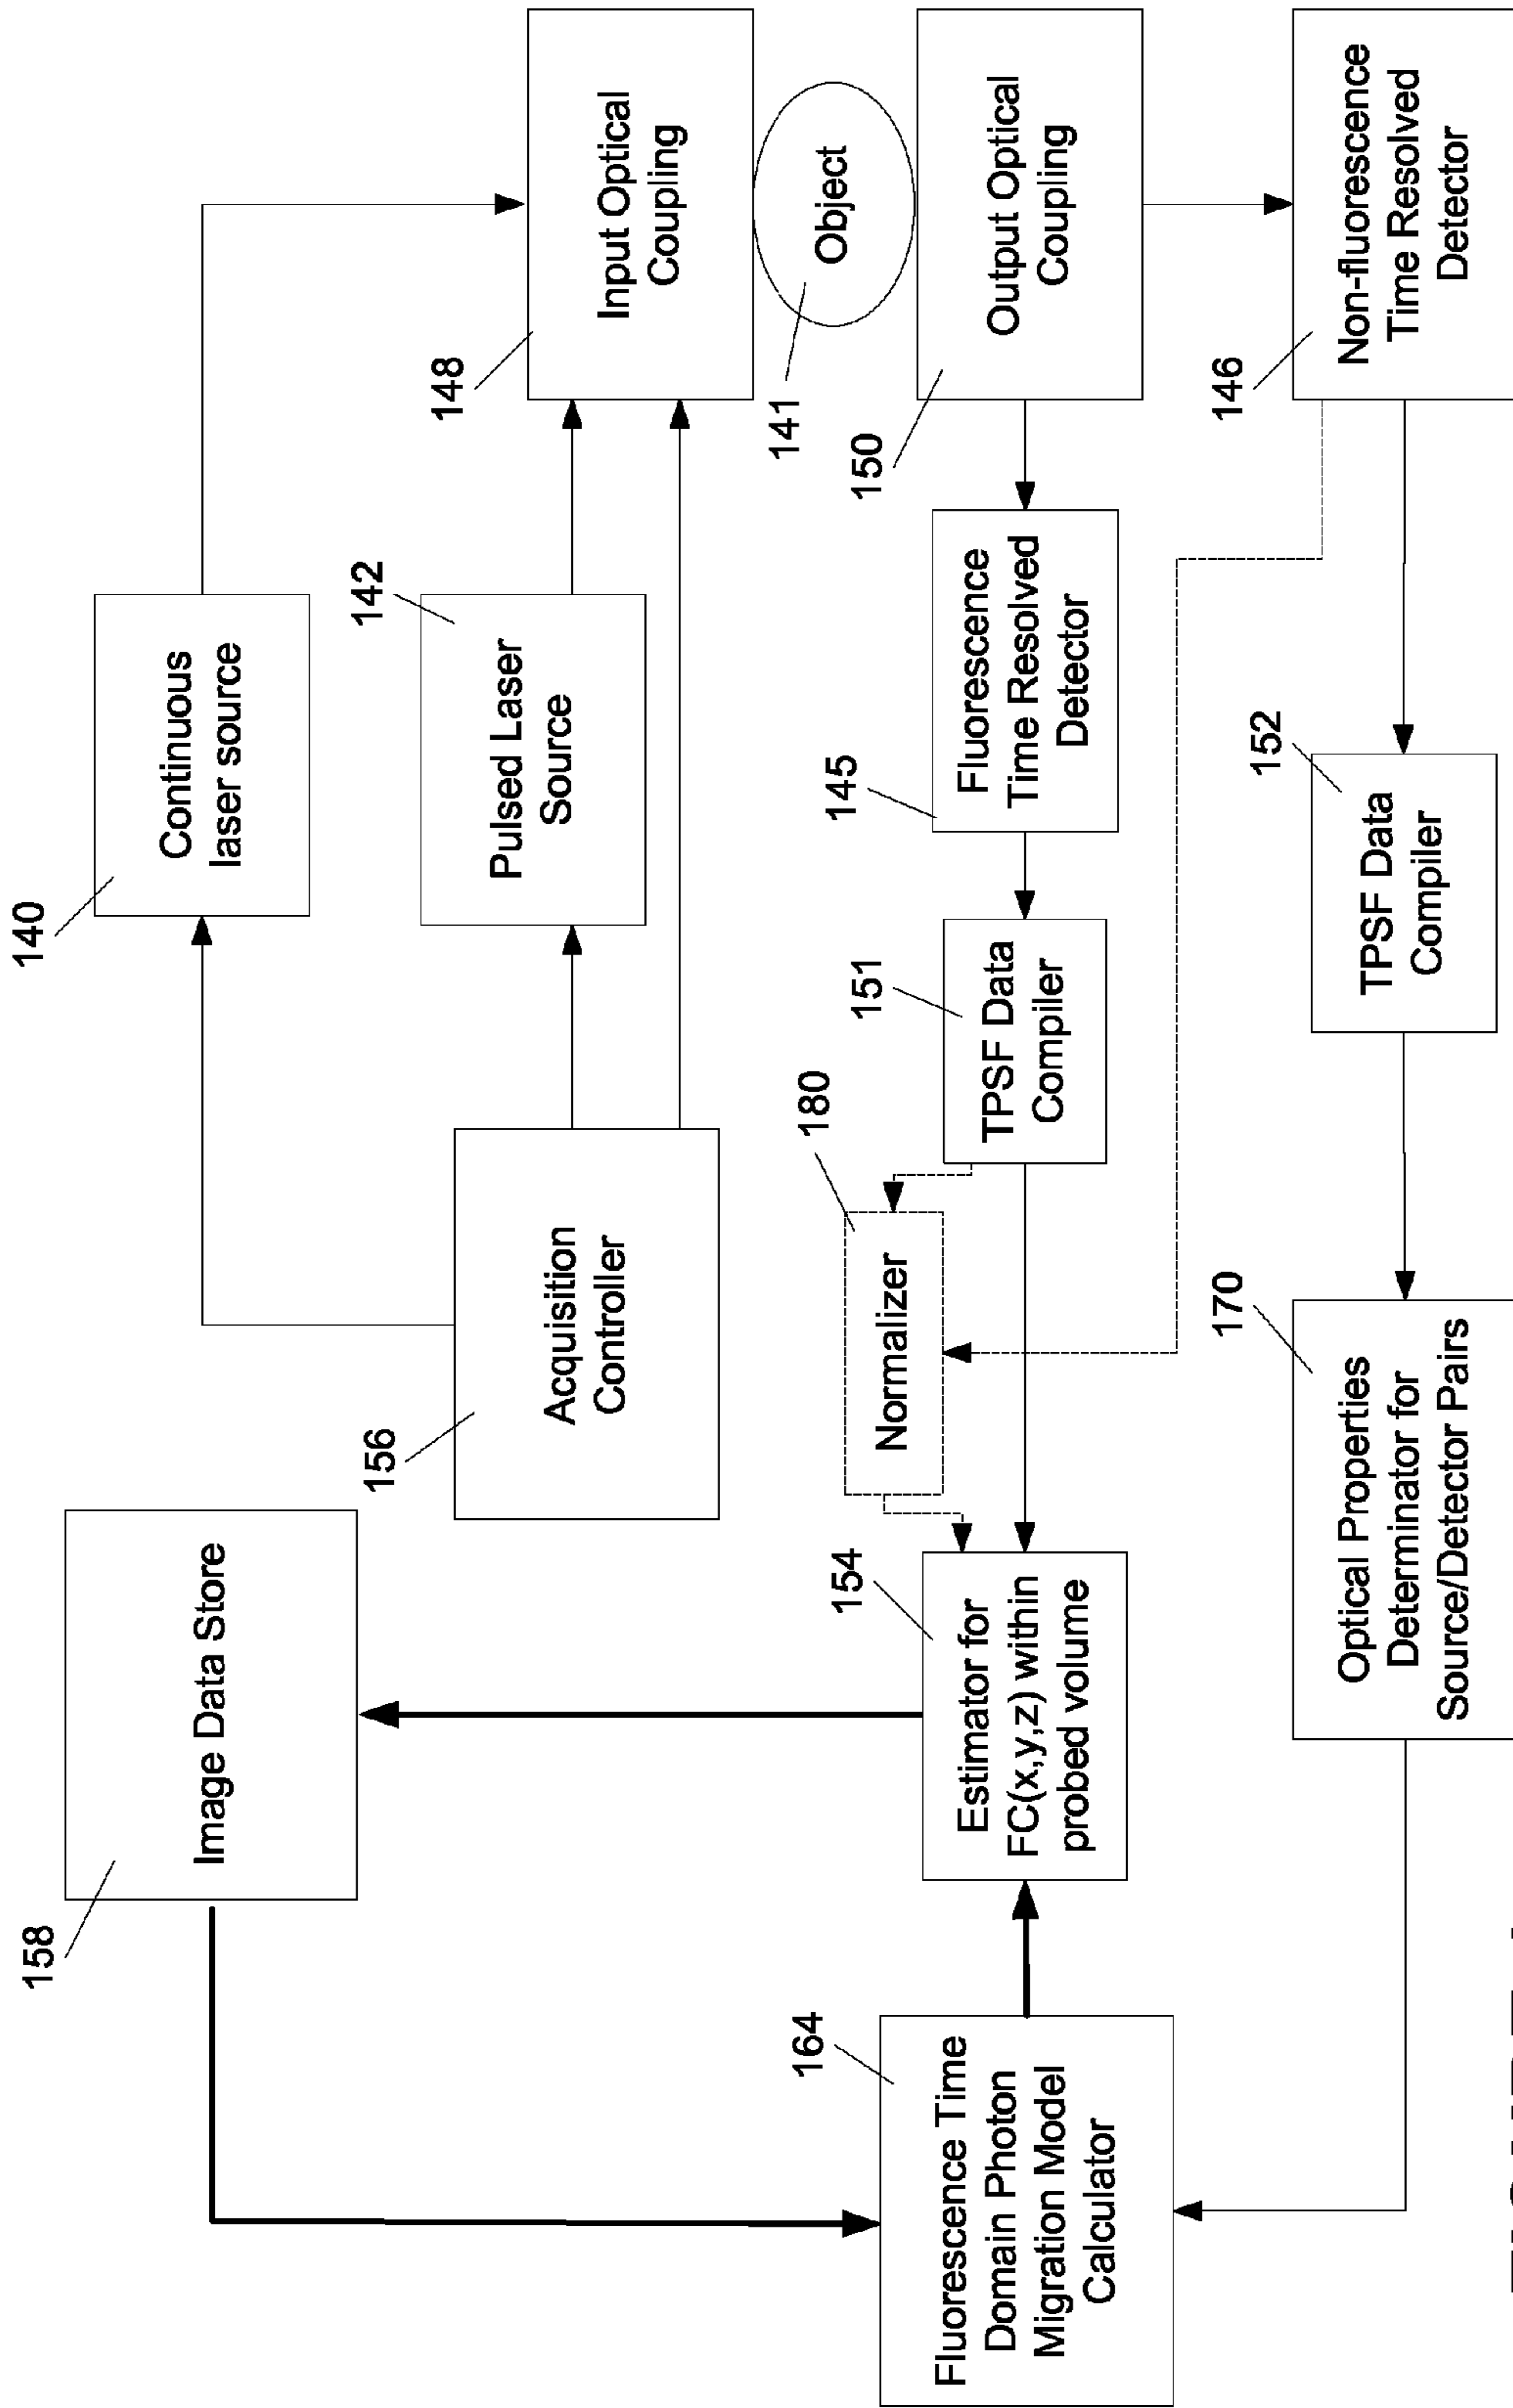 140
Continuous
laser source
142
Pulsed Laser
Source
148
Input Optical
Coupling
158
Image Data Store
156
Acquisition
Controller
141
Object
180
Normalizer
151
TPSF Data
Compiler
145
Fluorescence
Time Resolved
Detector
150
Output Optical
Coupling
164
Fluorescence Time
Domain Photon
Migration Model
Calculator
154
Estimator for
FC(x,y,z) within
probed volume
170
Optical Properties
Determinator for
Source/Detector Pairs
152
TPSF Data
Compiler
146
Non-fluorescence
Time Resolved
Detector